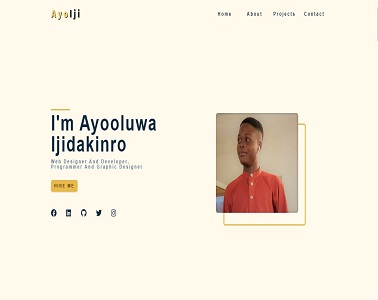 AyoIji
Home About Projects Contact
I'm Ayooluwa
Ijidakinro
Web Designer And Developer,
Programmer And Graphic Designer
HIRE ME